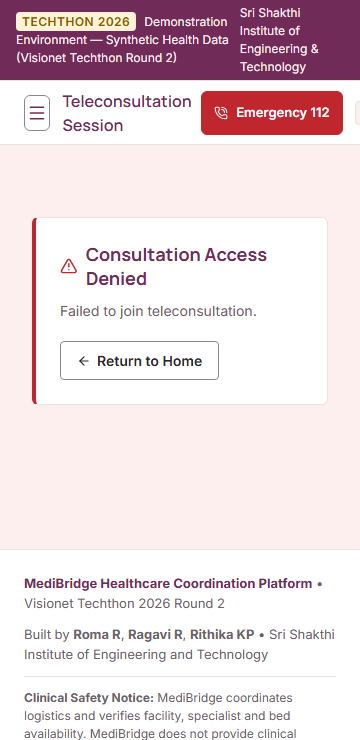 TECHTHON 2026 Demonstration
Environment — Synthetic Health Data
(Visionet Techthon Round 2)
Sri Shakthi
Institute of
Engineering &
Technology
Teleconsultation
Session
Emergency 112
Consultation Access
Denied
Failed to join teleconsultation.
← Return to Home
MediBridge Healthcare Coordination Platform •
Visionet Techthon 2026 Round 2
Built by Roma R, Ragavi R, Rithika KP • Sri Shakthi
Institute of Engineering and Technology
Clinical Safety Notice: MediBridge coordinates
logistics and verifies facility, specialist and bed
availability. MediBridge does not provide clinical